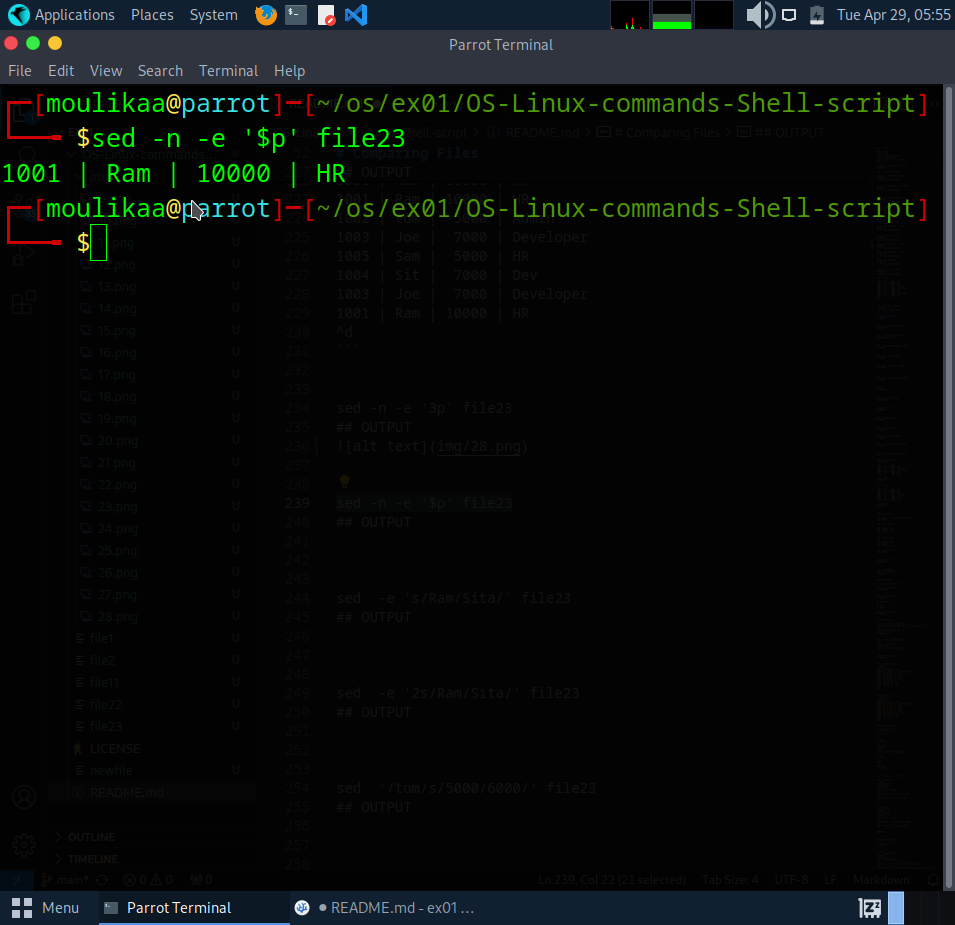 Applications Places System
Tue Apr 29, 05:55
Parrot Terminal
File Edit View Search Terminal Help
[moulikaa@parrot]─[~/os/ex01/OS-Linux-commands-Shell-script]
$sed -n -e '$p' file23
1001 | Ram | 10000 | HR
[moulikaa@parrot]─[~/os/ex01/OS-Linux-commands-Shell-script]
$
README.md > # Comparing Files > ## OUTPUT
# Comparing Files
## OUTPUT
225 1003 | Joe | 7000 | Developer
226 1005 | Sam | 5000 | HR
227 1004 | Sit | 7000 | Dev
228 1003 | Joe | 7000 | Developer
229 1001 | Ram | 10000 | HR
230 ^d
231 ```
232
233
234 sed -n -e '3p' file23
235 ## OUTPUT
236 ![alt text](img/28.png)
237
238
239 sed -n -e '$p' file23
240 ## OUTPUT
241
242
243
244 sed  -e 's/Ram/Sita/' file23
245 ## OUTPUT
246
247
248
249 sed  -e '2s/Ram/Sita/' file23
250 ## OUTPUT
251
252
253
254 sed  '/tom/s/5000/6000/' file23
255 ## OUTPUT
256
257
258
12.png U
13.png U
14.png U
15.png U
16.png U
17.png U
18.png U
19.png U
20.png U
21.png U
22.png U
23.png U
24.png U
25.png U
26.png U
27.png U
28.png U
file1 U
file2 U
file11 U
file22 U
file23 U
LICENSE
newfile U
README.md
OUTLINE
TIMELINE
main* 0 0 0 Ln 239, Col 22 (21 selected) Tab Size: 4 UTF-8 LF Markdown
Menu Parrot Terminal ● README.md - ex01 ...